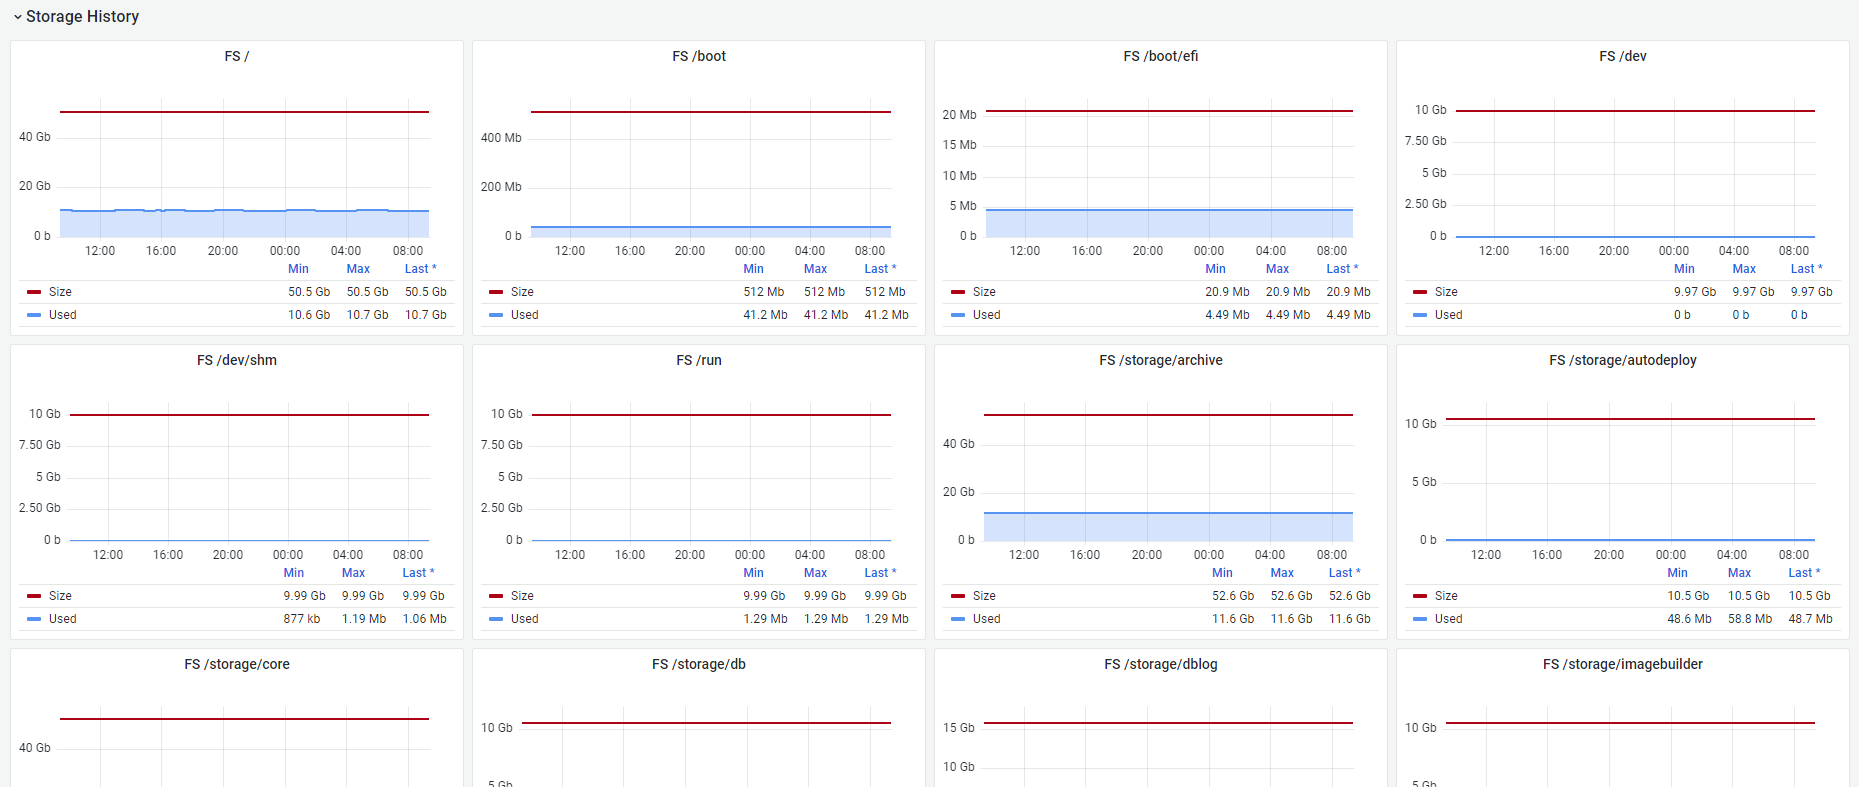 Storage History
FS /
40 Gb
20 Gb
0 b
12:00 16:00 20:00 00:00 04:00 08:00
Min Max Last *
Size 50.5 Gb 50.5 Gb 50.5 Gb
Used 10.6 Gb 10.7 Gb 10.7 Gb
FS /boot
400 Mb
200 Mb
0 b
12:00 16:00 20:00 00:00 04:00 08:00
Min Max Last *
Size 512 Mb 512 Mb 512 Mb
Used 41.2 Mb 41.2 Mb 41.2 Mb
FS /boot/efi
20 Mb
15 Mb
10 Mb
5 Mb
0 b
12:00 16:00 20:00 00:00 04:00 08:00
Min Max Last *
Size 20.9 Mb 20.9 Mb 20.9 Mb
Used 4.49 Mb 4.49 Mb 4.49 Mb
FS /dev
10 Gb
7.50 Gb
5 Gb
2.50 Gb
0 b
12:00 16:00 20:00 00:00 04:00 08:00
Min Max Last *
Size 9.97 Gb 9.97 Gb 9.97 Gb
Used 0 b 0 b 0 b
FS /dev/shm
10 Gb
7.50 Gb
5 Gb
2.50 Gb
0 b
12:00 16:00 20:00 00:00 04:00 08:00
Min Max Last *
Size 9.99 Gb 9.99 Gb 9.99 Gb
Used 877 kb 1.19 Mb 1.06 Mb
FS /run
10 Gb
7.50 Gb
5 Gb
2.50 Gb
0 b
12:00 16:00 20:00 00:00 04:00 08:00
Min Max Last *
Size 9.99 Gb 9.99 Gb 9.99 Gb
Used 1.29 Mb 1.29 Mb 1.29 Mb
FS /storage/archive
40 Gb
20 Gb
0 b
12:00 16:00 20:00 00:00 04:00 08:00
Min Max Last *
Size 52.6 Gb 52.6 Gb 52.6 Gb
Used 11.6 Gb 11.6 Gb 11.6 Gb
FS /storage/autodeploy
10 Gb
5 Gb
0 b
12:00 16:00 20:00 00:00 04:00 08:00
Min Max Last *
Size 10.5 Gb 10.5 Gb 10.5 Gb
Used 48.6 Mb 58.8 Mb 48.7 Mb
FS /storage/core
40 Gb
FS /storage/db
10 Gb
5 Gb
FS /storage/dblog
15 Gb
10 Gb
FS /storage/imagebuilder
10 Gb
5 Gb